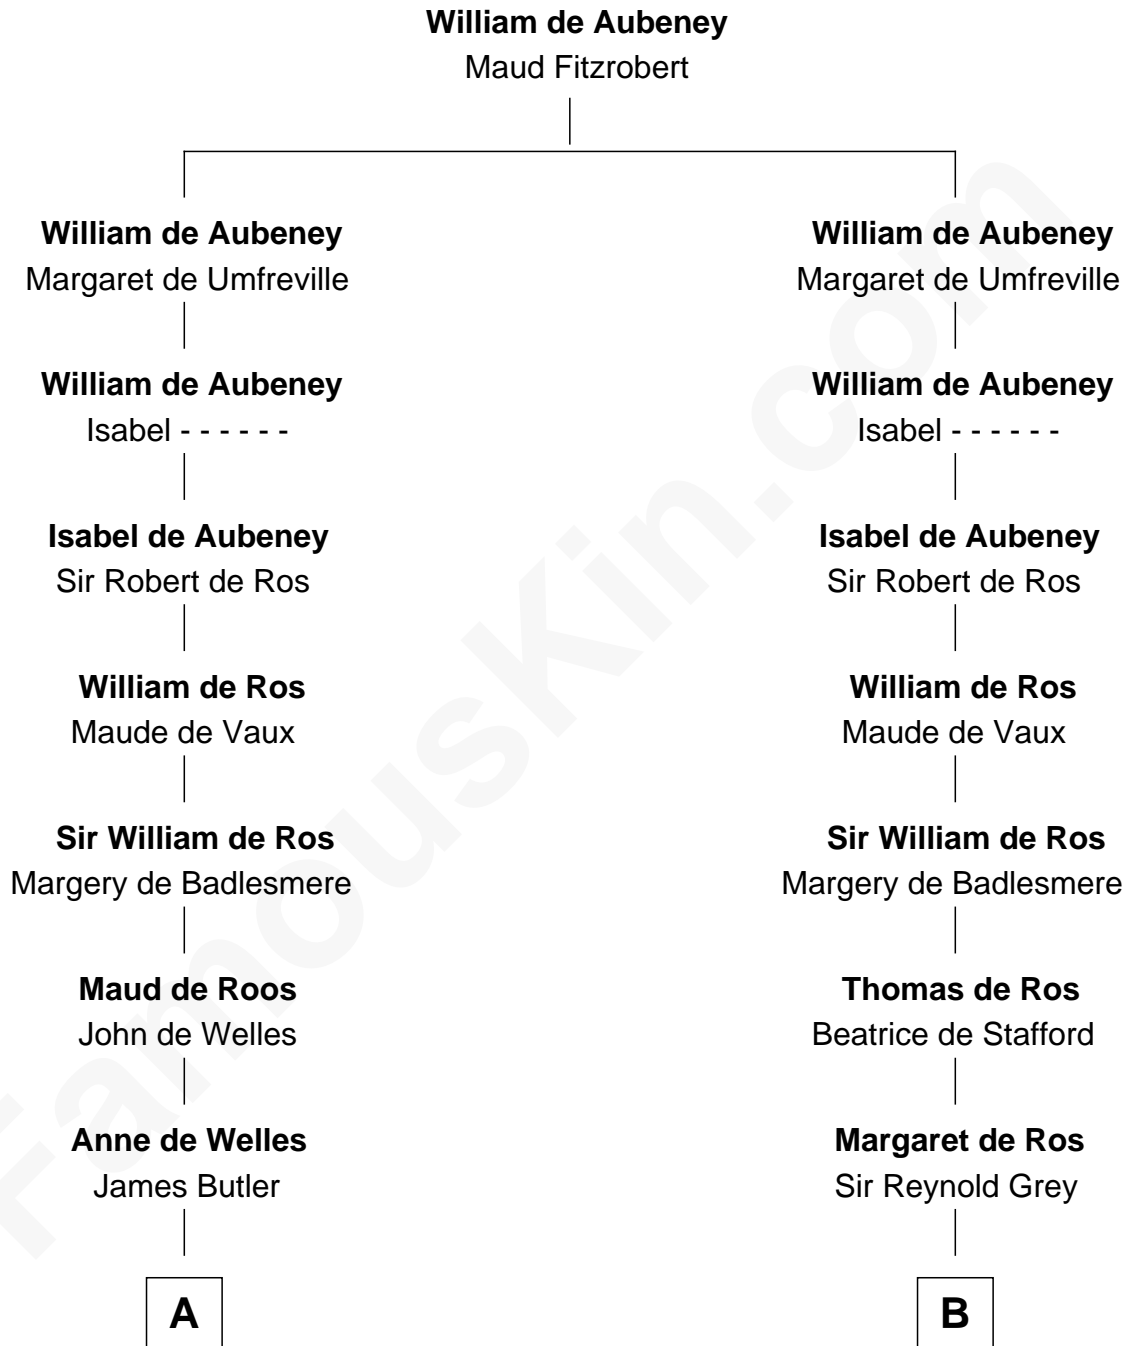 William de Aubeney
Maud Fitzrobert
William de Aubeney
Margaret de Umfreville
William de Aubeney
Isabel - - - - - -
Isabel de Aubeney
Sir Robert de Ros
William de Ros
Maude de Vaux
Sir William de Ros
Margery de Badlesmere
Maud de Roos
John de Welles
Anne de Welles
James Butler
A
William de Aubeney
Margaret de Umfreville
William de Aubeney
Isabel - - - - - -
Isabel de Aubeney
Sir Robert de Ros
William de Ros
Maude de Vaux
Sir William de Ros
Margery de Badlesmere
Thomas de Ros
Beatrice de Stafford
Margaret de Ros
Sir Reynold Grey
B
FamousKin.com